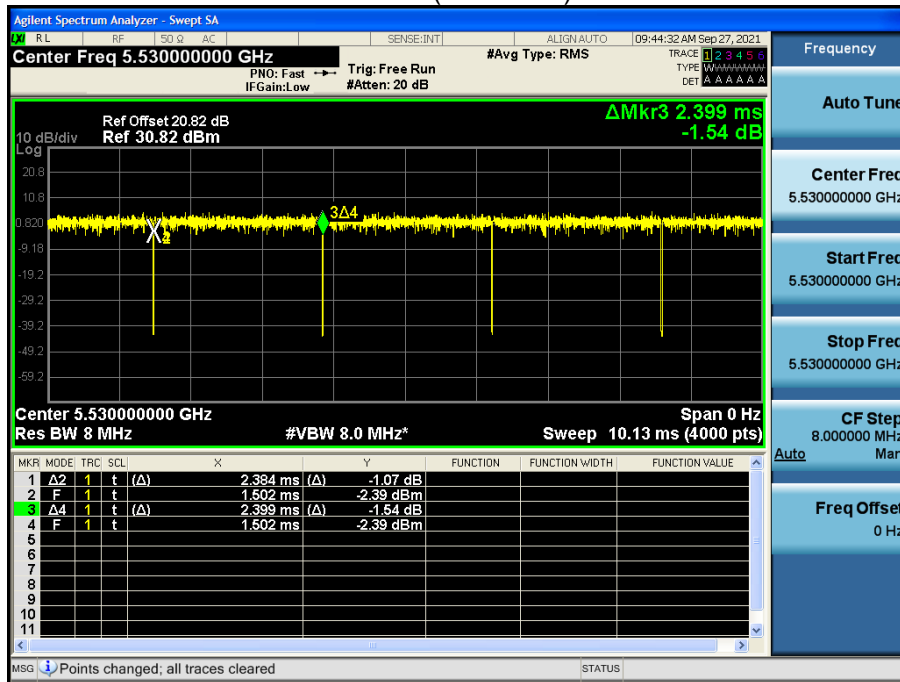 Agilent Spectrum Analyzer - Swept SA
LXI RL RF 50 Ω AC SENSE:INT ALIGN AUTO 09:44:32 AM Sep 27, 2021
Center Freq 5.530000000 GHz #Avg Type: RMS TRACE 1 2 3 4 5 6
PNO: Fast Trig: Free Run TYPE WWWWWW
IFGain:Low #Atten: 20 dB DET A A A A A A
Frequency
Auto Tune
Center Freq
5.530000000 GHz
Start Freq
5.530000000 GHz
Stop Freq
5.530000000 GHz
CF Step
8.000000 MHz
Auto Man
Freq Offset
0 Hz
ΔMkr3 2.399 ms
-1.54 dB
Ref Offset 20.82 dB
10 dB/div Ref 30.82 dBm
Log
20.8
10.8
0.820
-9.18
-19.2
-29.2
-39.2
-49.2
-59.2
3Δ4
Center 5.530000000 GHz Span 0 Hz
Res BW 8 MHz #VBW 8.0 MHz* Sweep 10.13 ms (4000 pts)
MKR MODE TRC SCL X Y FUNCTION FUNCTION WIDTH FUNCTION VALUE
1 Δ2 1 t (Δ) 2.384 ms (Δ) -1.07 dB
2 F 1 t 1.502 ms -2.39 dBm
3 Δ4 1 t (Δ) 2.399 ms (Δ) -1.54 dB
4 F 1 t 1.502 ms -2.39 dBm
5
6
7
8
9
10
11
MSG Points changed; all traces cleared STATUS